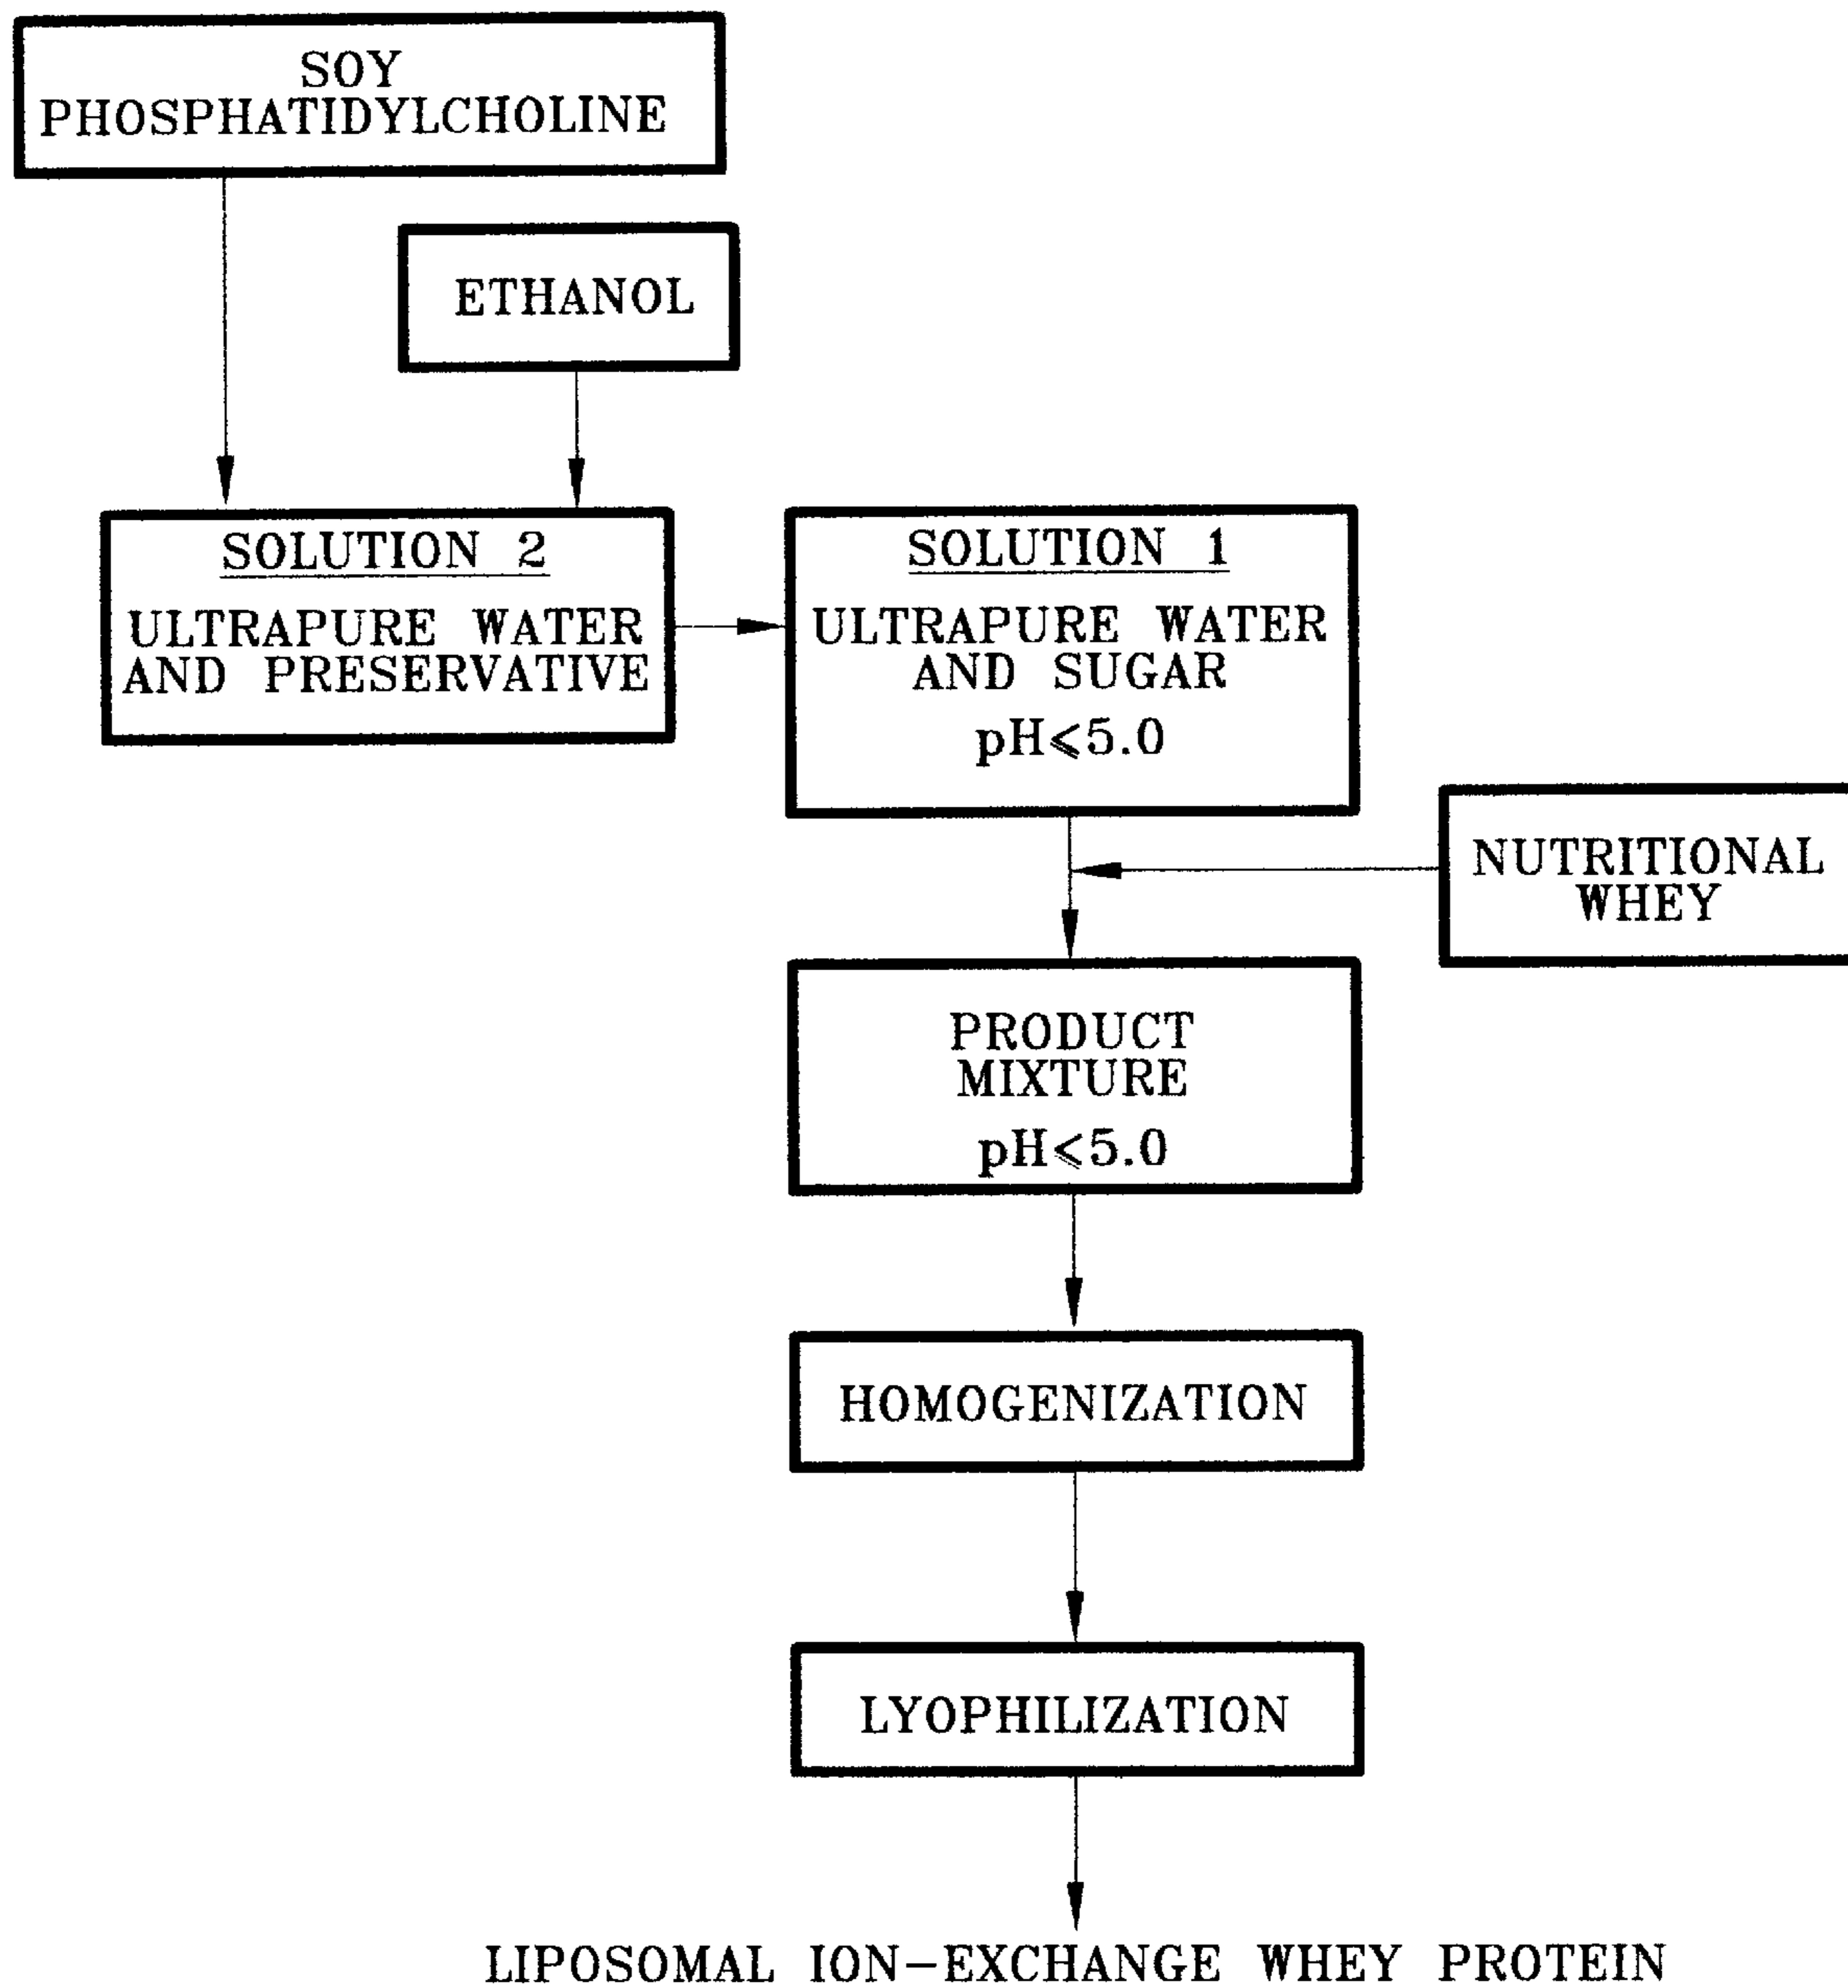 SOY
PHOSPHATIDYLCHOLINE
ETHANOL
SOLUTION 2
ULTRAPURE WATER
AND PRESERVATIVE
SOLUTION 1
ULTRAPURE WATER
AND SUGAR
pH⩽5.0
NUTRITIONAL
WHEY
PRODUCT
MIXTURE
pH⩽5.0
HOMOGENIZATION
LYOPHILIZATION
LIPOSOMAL ION-EXCHANGE WHEY PROTEIN